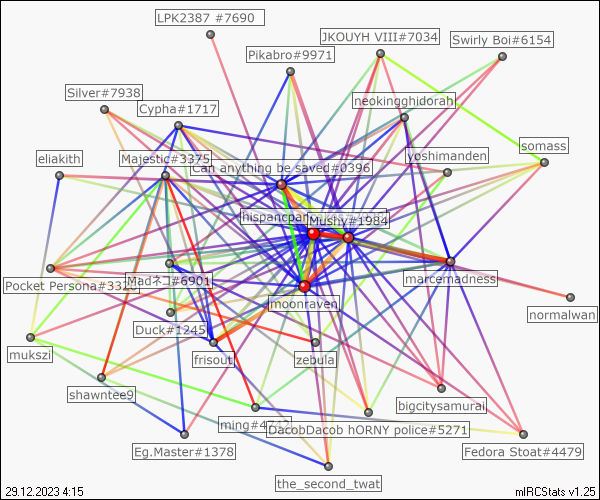 LPK2387 #7690
JKOUYH VIII#7034
Swirly Boi#6154
Pikabro#9971
Silver#7938
Cypha#1717
neokingghidorah
somass
eliakith
Majestic#3375
yoshimanden
Can anything be saved#0396
Mushy#1984
Pocket Persona#332
Madネコ#6901
marcemadness
moonraven
normalwan
Duck#1245
mukszi
frisout
zebula
shawntee9
bigcitysamurai
ming#4
DacobDacob hORNY police#5271
Eg.Master#1378
Fedora Stoat#4479
the_second_twat
29.12.2023 4:15
mIRCStats v1.25